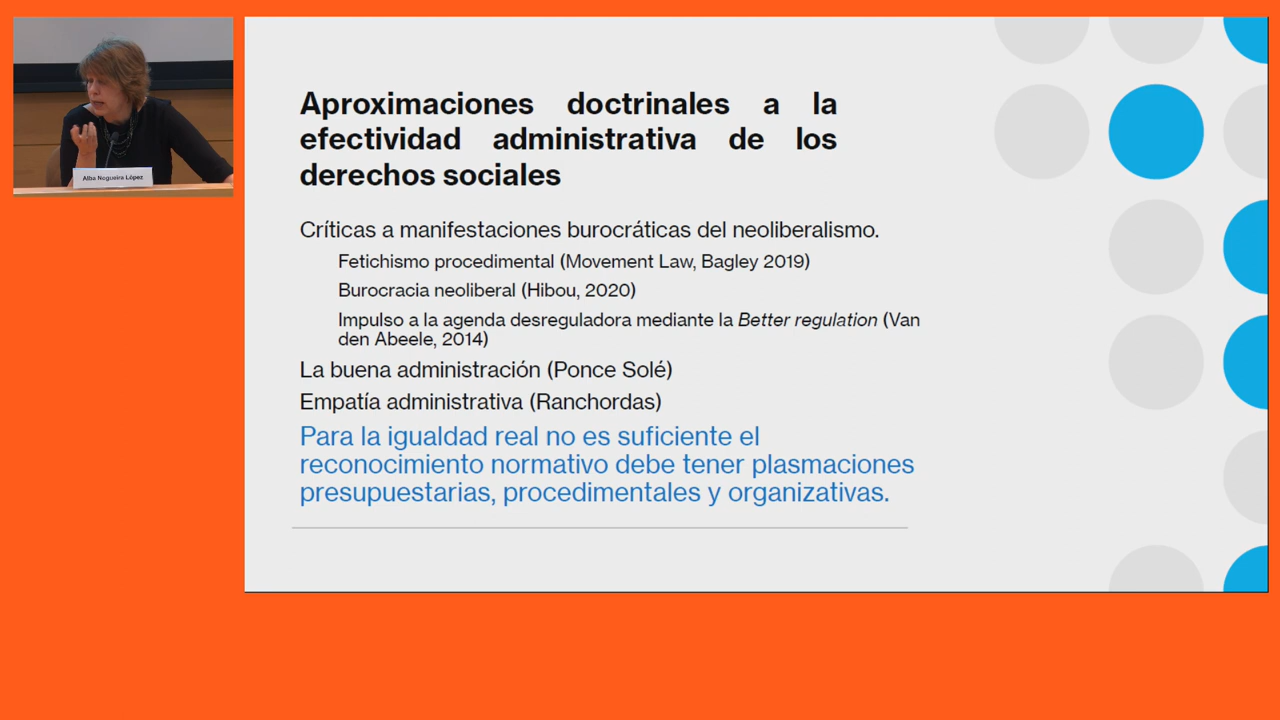 Alba Nogueira López
Aproximaciones doctrinales a la
efectividad administrativa de los
derechos sociales
Críticas a manifestaciones burocráticas del neoliberalismo.
Fetichismo procedimental (Movement Law, Bagley 2019)
Burocracia neoliberal (Hibou, 2020)
Impulso a la agenda desreguladora mediante la Better regulation (Van
den Abeele, 2014)
La buena administración (Ponce Solé)
Empatía administrativa (Ranchordas)
Para la igualdad real no es suficiente el
reconocimiento normativo debe tener plasmaciones
presupuestarias, procedimentales y organizativas.